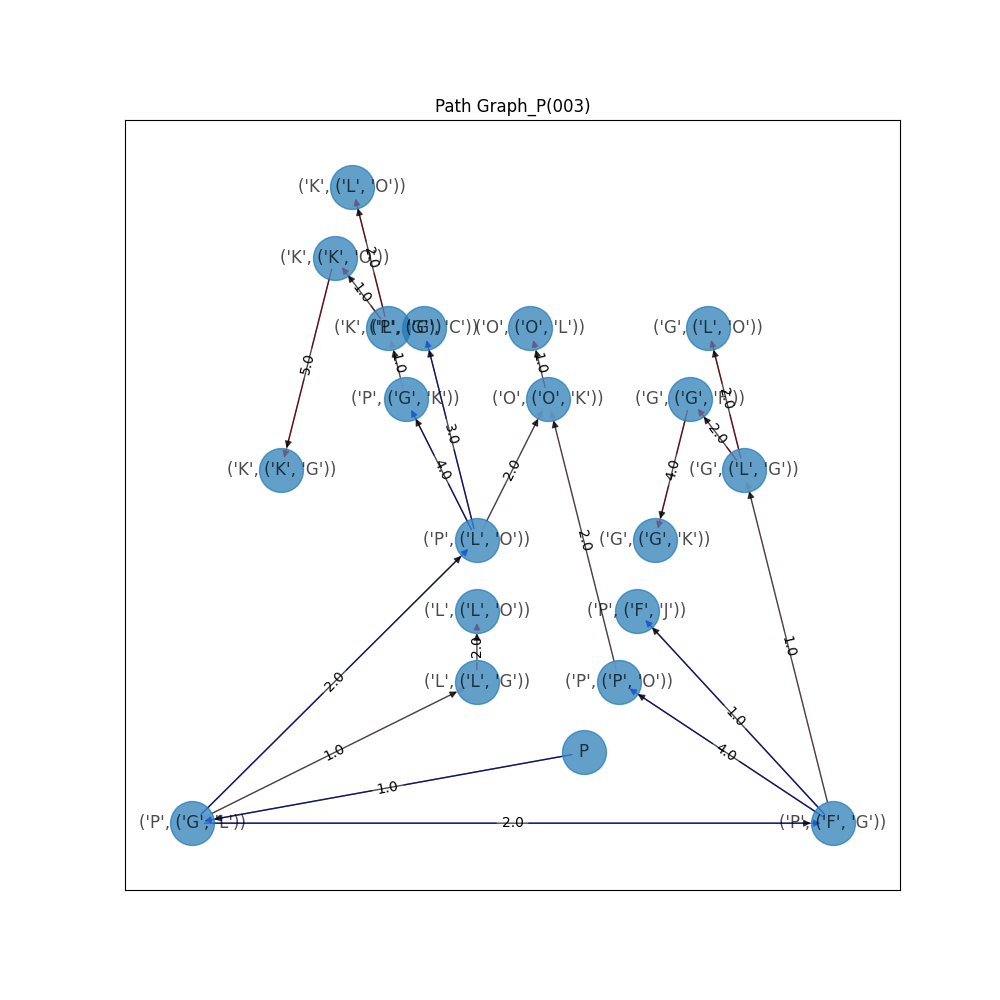 Path Graph_P(003)
('K', ('L', 'O'))
2.0
('K', ('K', 'O'))
1.0
('O', ('O', 'L'))
('G', ('L', 'O'))
5.0
1.0
1.0
('P', ('G', 'K'))
('O', ('O', 'K'))
2.0
3.0
2.0
('K', ('K', 'G'))
4.0
2.0
4.0
('G', ('L', 'G'))
('P', ('L', 'O'))
2.0
('G', ('G', 'K'))
('L', ('L', 'O'))
('P', ('F', 'J'))
2.0
1.0
2.0
('L', ('L', 'G'))
('P', ('P', 'O'))
1.0
1.0
P
4.0
1.0
('P', ('G', 'L'))
2.0
('P', ('F', 'G'))